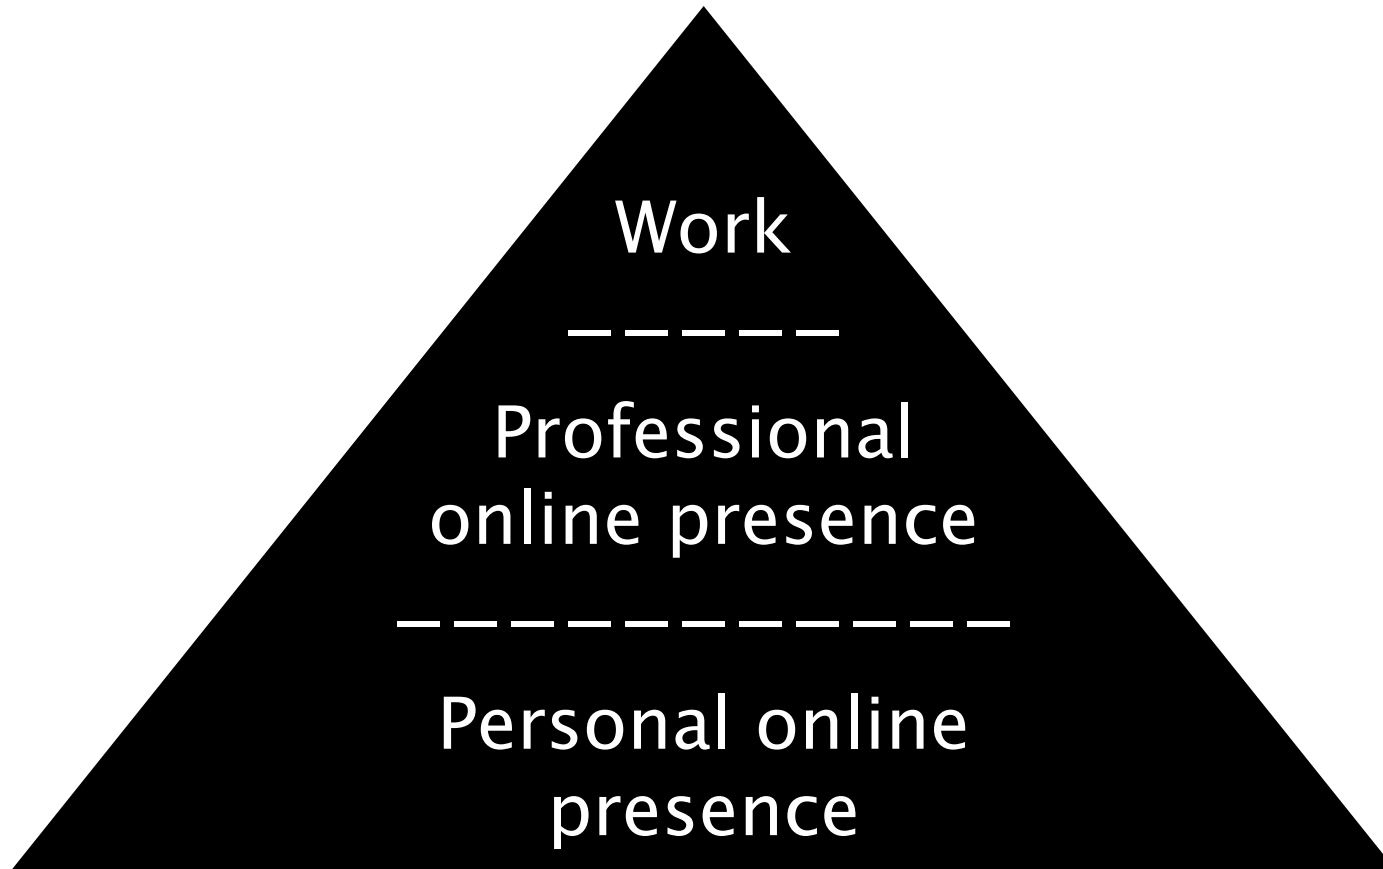 Work
Professional
online presence
Personal online
presence